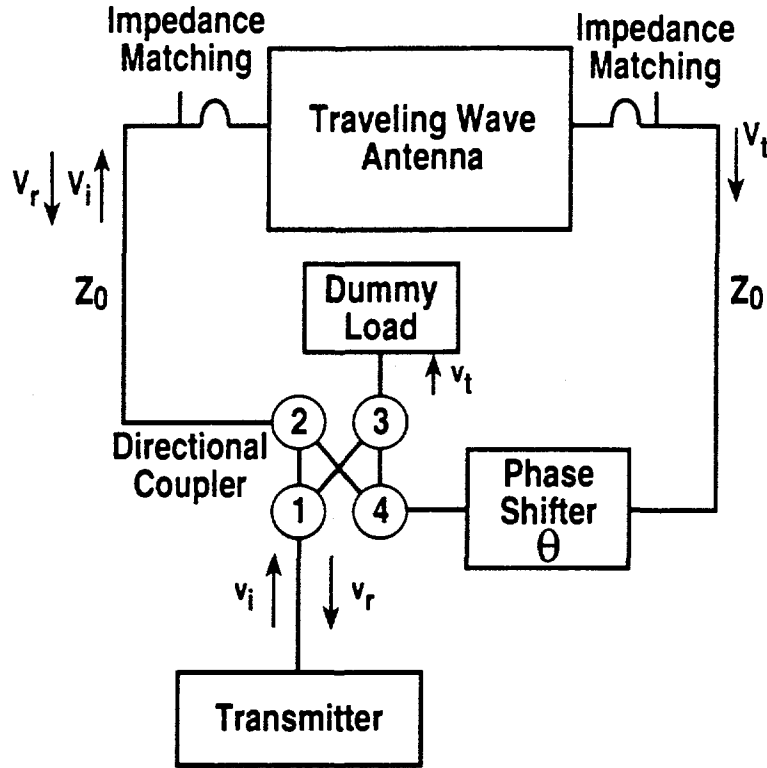 Impedance
Matching
Impedance
Matching
Traveling Wave
Antenna
Vr
Vi
Vt
Z0
Z0
Dummy
Load
vt
2
3
Directional
Coupler
1
4
Phase
Shifter
θ
vi
vr
Transmitter